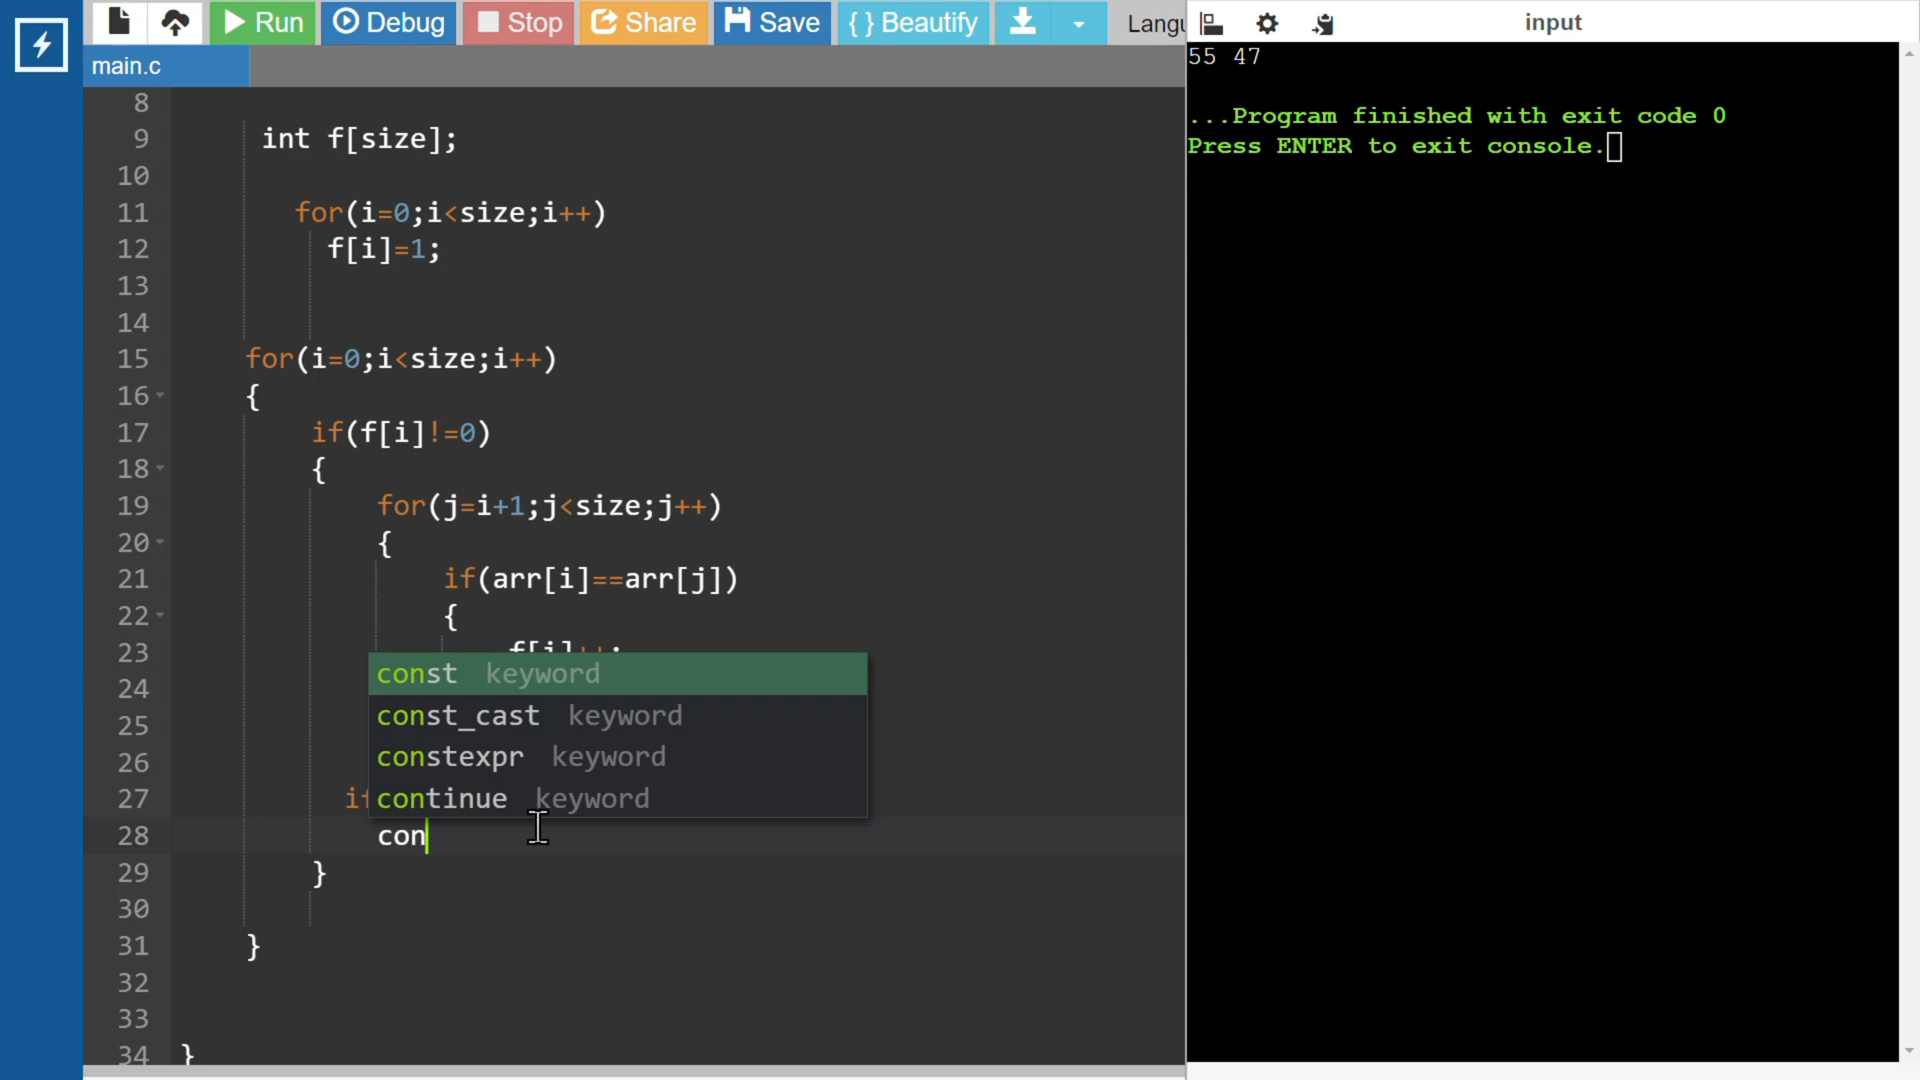 Run Debug Stop Share Save { } Beautify
input
main.c
8
9 int f[size];
10
11 for(i=0;i<size;i++)
12 f[i]=1;
13
14
15 for(i=0;i<size;i++)
16 {
17 if(f[i]!=0)
18 {
19 for(j=i+1;j<size;j++)
20 {
21 if(arr[i]==arr[j])
22 {
23
24
25
26
27 if
28 con
29 }
30
31 }
32
33
34 }
const keyword
const_cast keyword
constexpr keyword
continue keyword
55 47
...Program finished with exit code 0
Press ENTER to exit console.